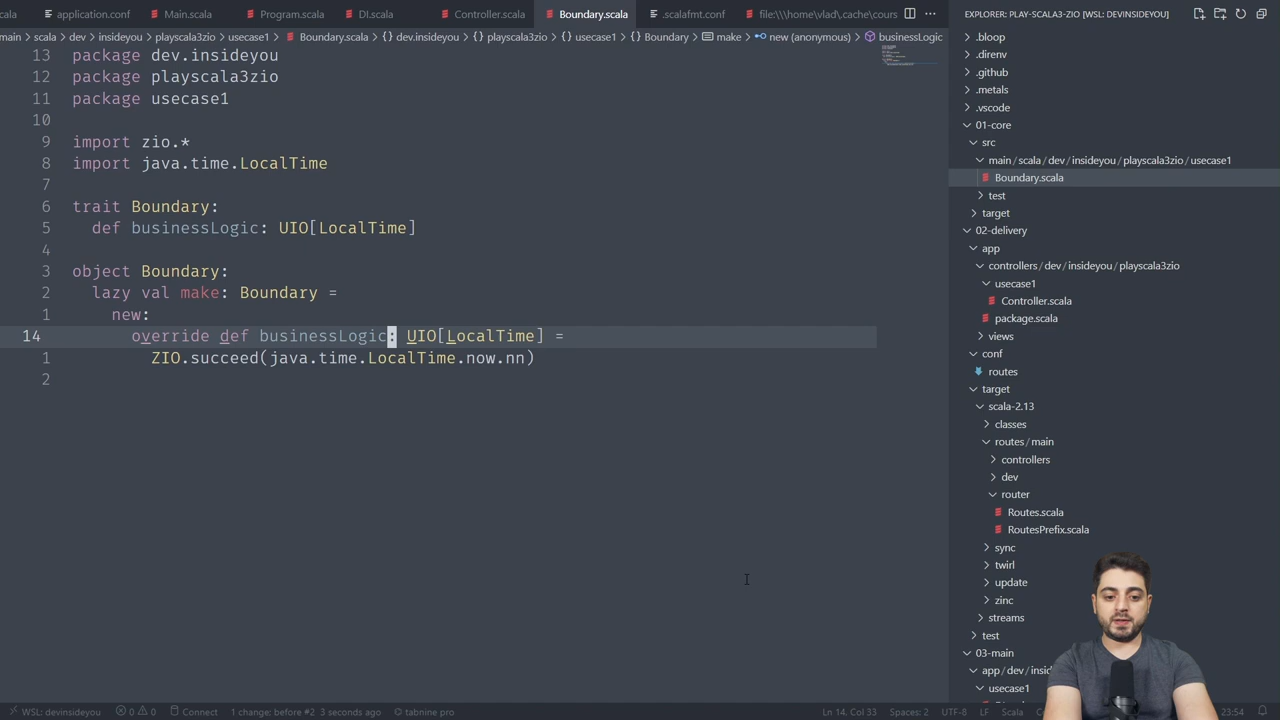 cala
application.conf
Main.scala
Program.scala
DI.scala
Controller.scala
Boundary.scala
.scalafmt.conf
file:\\\home\vlad\.cache\cours
EXPLORER: PLAY-SCALA3-ZIO [WSL: DEVINSIDEYOU]
main > scala > dev > insideyou > playscala3zio > usecase1 > Boundary.scala > {} dev.insideyou > {} playscala3zio > {} usecase1 > Boundary > make > new (anonymous) > businessLogic
13 package dev.insideyou
12 package playscala3zio
11 package usecase1
10
9 import zio.*
8 import java.time.LocalTime
7
6 trait Boundary:
5 def businessLogic: UIO[LocalTime]
4
3 object Boundary:
2 lazy val make: Boundary =
1 new:
14 override def businessLogic: UIO[LocalTime] =
1 ZIO.succeed(java.time.LocalTime.now.nn)
2
.bloop
.direnv
.github
.metals
.vscode
01-core
src
main / scala / dev / insideyou / playscala3zio / usecase1
Boundary.scala
test
target
02-delivery
app
controllers / dev / insideyou / playscala3zio
usecase1
Controller.scala
package.scala
views
conf
routes
target
scala-2.13
classes
routes / main
controllers
dev
router
Routes.scala
RoutesPrefix.scala
sync
twirl
update
zinc
streams
test
03-main
app / dev / insid
usecase1
WSL: devinsideyou
0 0
Connect
1 change: before #2 3 seconds ago
tabnine pro
Ln 14, Col 33
Spaces: 2
UTF-8
LF
Scala
23:54